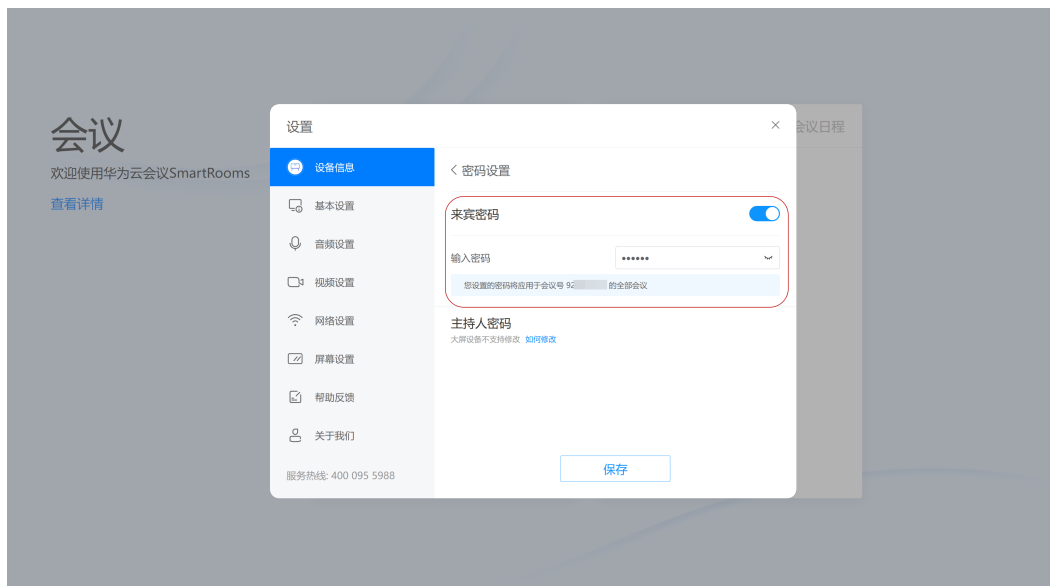 会议
欢迎使用华为云会议SmartRooms
查看详情
会议日程
设置
设备信息
基本设置
音频设置
视频设置
网络设置
屏幕设置
帮助反馈
关于我们
服务热线: 400 095 5988
密码设置
来宾密码
输入密码
••••••
您设置的密码将应用于会议号 92 的全部会议
主持人密码
大屏设备不支持修改 如何修改
保存